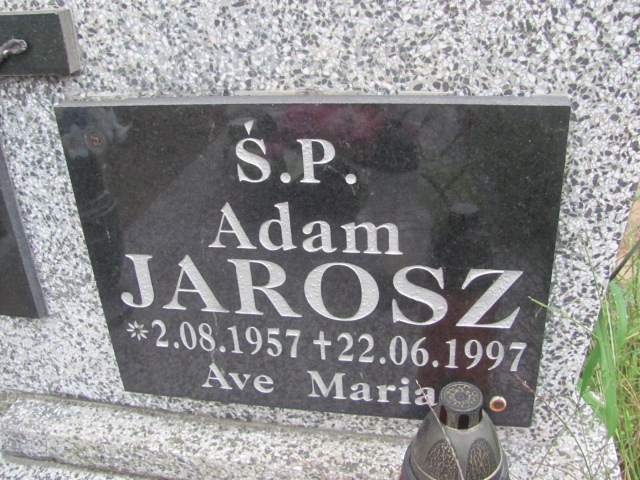 Ś.P.
Adam
JAROSZ
*2.08.1957 +22.06.1997
Ave Maria